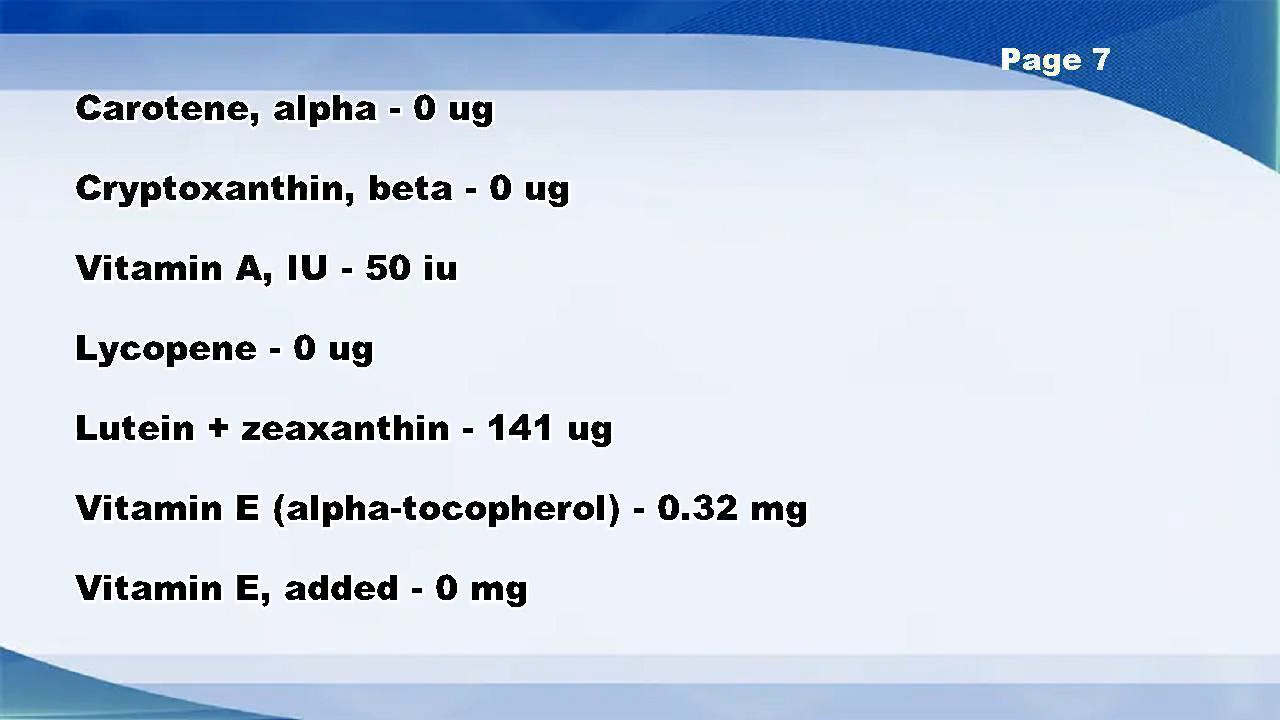 Page 7
Carotene, alpha - 0 ug
Cryptoxanthin, beta - 0 ug
Vitamin A, IU - 50 iu
Lycopene - 0 ug
Lutein + zeaxanthin - 141 ug
Vitamin E (alpha-tocopherol) - 0.32 mg
Vitamin E, added - 0 mg